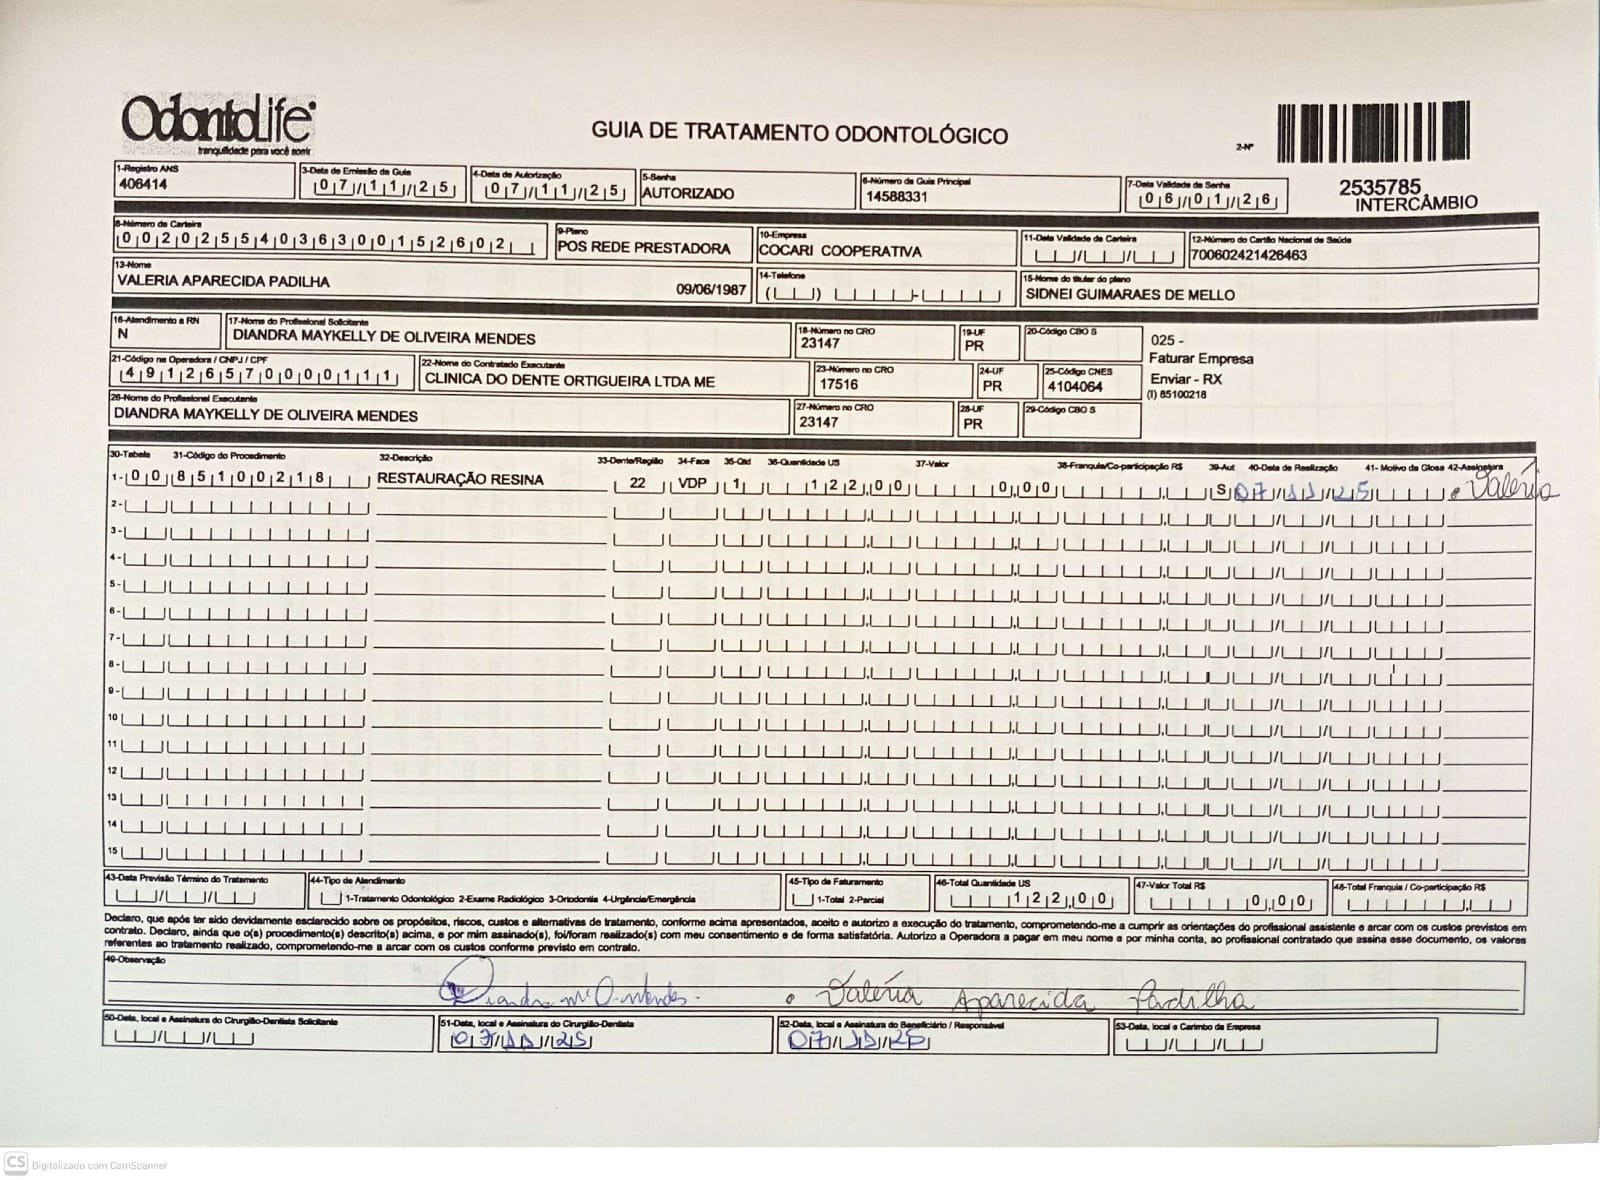 OdontoLife
tranquilidade para você sorrir
GUIA DE TRATAMENTO ODONTOLÓGICO
2-Nº
2535785
INTERCÂMBIO
1-Registro ANS
406414
3-Data de Emissão da Guia
07/11/25
4-Data de Autorização
07/11/25
5-Senha
AUTORIZADO
6-Número da Guia Principal
14588331
7-Data Validade da Senha
06/01/26
8-Número da Carteira
00202554036300152602
9-Plano
POS REDE PRESTADORA
10-Empresa
COCARI COOPERATIVA
11-Data Validade da Carteira
12-Número do Cartão Nacional de Saúde
700602421426463
13-Nome
VALERIA APARECIDA PADILHA 09/06/1987
14-Telefone
15-Nome do titular do plano
SIDNEI GUIMARAES DE MELLO
16-Atendimento a RN
N
17-Nome do Profissional Solicitante
DIANDRA MAYKELLY DE OLIVEIRA MENDES
18-Número no CRO
23147
19-UF
PR
20-Código CBO S
025 -
Faturar Empresa
Enviar - RX
(I) 85100218
21-Código na Operadora / CNPJ / CPF
49126570000111
22-Nome do Contratado Executante
CLINICA DO DENTE ORTIGUEIRA LTDA ME
23-Número no CRO
17516
24-UF
PR
25-Código CNES
4104064
26-Nome do Profissional Executante
DIANDRA MAYKELLY DE OLIVEIRA MENDES
27-Número no CRO
23147
28-UF
PR
29-Código CBO S
30-Tabela 31-Código do Procedimento 32-Descrição 33-Dente/Região 34-Face 35-Qtd 36-Quantidade US 37-Valor 38-Franquia/Co-participação R$ 39-Aut 40-Data de Realização 41- Motivo da Glosa 42-Assinatura
1- 00 85100218 RESTAURAÇÃO RESINA 22 VDP 1 122,00 0,00 S 07/11/25 Valéria
2-
3-
4-
5-
6-
7-
8-
9-
10
11
12
13
14
15
43-Data Previsão Término do Tratamento
44-Tipo de Atendimento
1-Tratamento Odontológico 2-Exame Radiológico 3-Ortodontia 4-Urgência/Emergência
45-Tipo de Faturamento
1-Total 2-Parcial
46-Total Quantidade US
122,00
47-Valor Total R$
0,00
48-Total Franquia / Co-participação R$
Declaro, que após ter sido devidamente esclarecido sobre os propósitos, riscos, custos e alternativas de tratamento, conforme acima apresentados, aceito e autorizo a execução do tratamento, comprometendo-me a cumprir as orientações do profissional assistente e arcar com os custos previstos em
contrato. Declaro, ainda que o(s) procedimento(s) descrito(s) acima, e por mim assinado(s), foi/foram realizado(s) com meu consentimento e de forma satisfatória. Autorizo a Operadora a pagar em meu nome e por minha conta, ao profissional contratado que assina esse documento, os valores
referentes ao tratamento realizado, comprometendo-me a arcar com os custos conforme previsto em contrato.
49-Observação
Diandra M. O. Mendes. Valéria Aparecida Padilha
50-Data, local e Assinatura do Cirurgião-Dentista Solicitante
51-Data, local e Assinatura do Cirurgião-Dentista
07/11/25
52-Data, local e Assinatura do Beneficiário / Responsável
07/11/25
53-Data, local e Carimbo da Empresa
CS Digitalizado com CamScanner